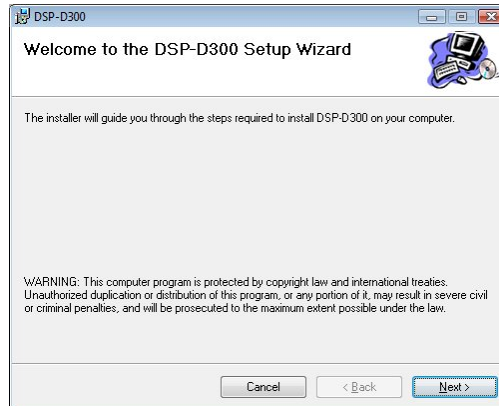 DSP-D300
Welcome to the DSP-D300 Setup Wizard
The installer will guide you through the steps required to install DSP-D300 on your computer.
WARNING: This computer program is protected by copyright law and international treaties.
Unauthorized duplication or distribution of this program, or any portion of it, may result in severe civil
or criminal penalties, and will be prosecuted to the maximum extent possible under the law.
Cancel
< Back
Next >